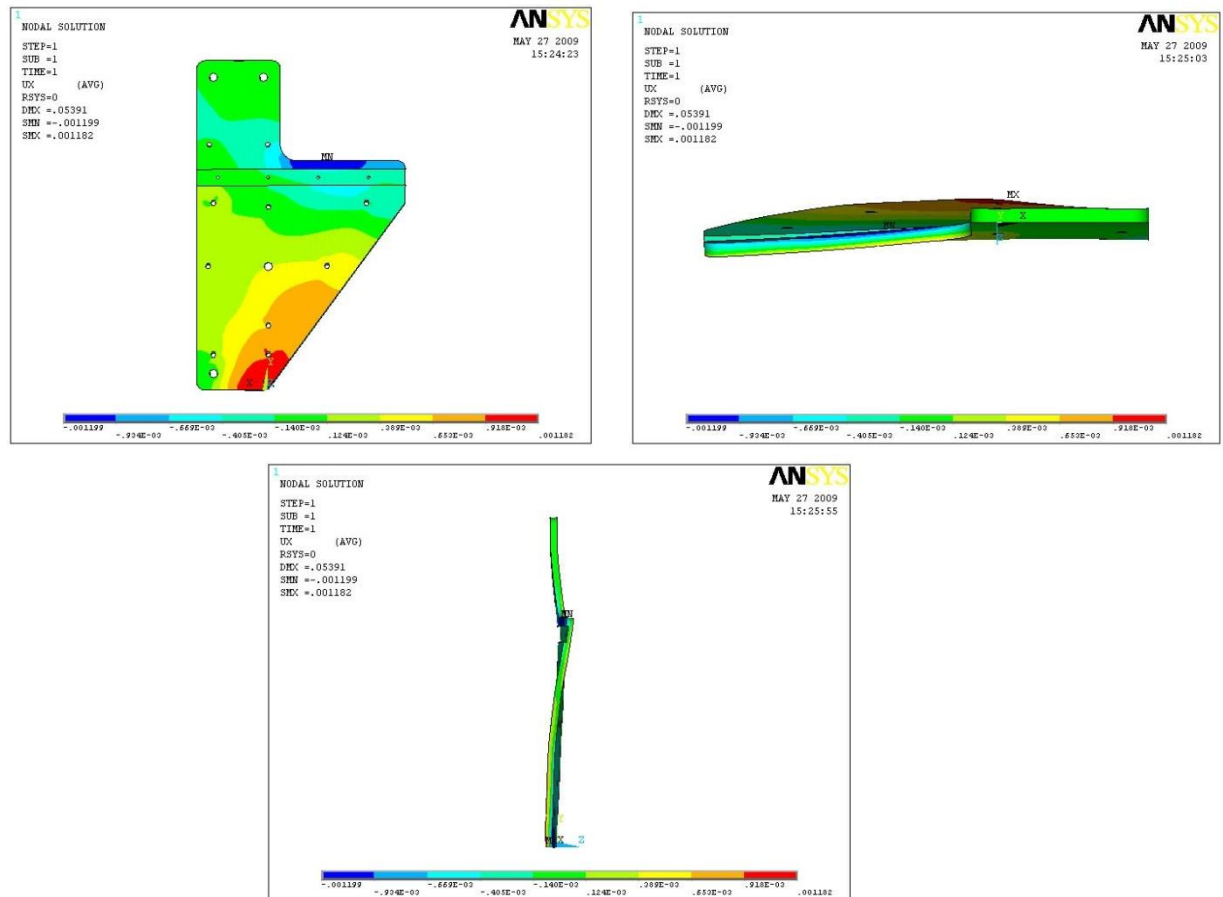 1
NODAL SOLUTION
STEP=1
SUB =1
TIME=1
UX (AVG)
RSYS=0
DMX =.05391
SMN =-.001199
SMX =.001182
ANSYS
MAY 27 2009
15:24:23
MN
Y
X
-.001199
-.934E-03
-.669E-03
-.405E-03
-.140E-03
.124E-03
.389E-03
.653E-03
.918E-03
.001182
1
NODAL SOLUTION
STEP=1
SUB =1
TIME=1
UX (AVG)
RSYS=0
DMX =.05391
SMN =-.001199
SMX =.001182
ANSYS
MAY 27 2009
15:25:03
MX
MN
Y
X
-.001199
-.934E-03
-.669E-03
-.405E-03
-.140E-03
.124E-03
.389E-03
.653E-03
.918E-03
.001182
1
NODAL SOLUTION
STEP=1
SUB =1
TIME=1
UX (AVG)
RSYS=0
DMX =.05391
SMN =-.001199
SMX =.001182
ANSYS
MAY 27 2009
15:25:55
MN
Y
X
Z
-.001199
-.934E-03
-.669E-03
-.405E-03
-.140E-03
.124E-03
.389E-03
.653E-03
.918E-03
.001182